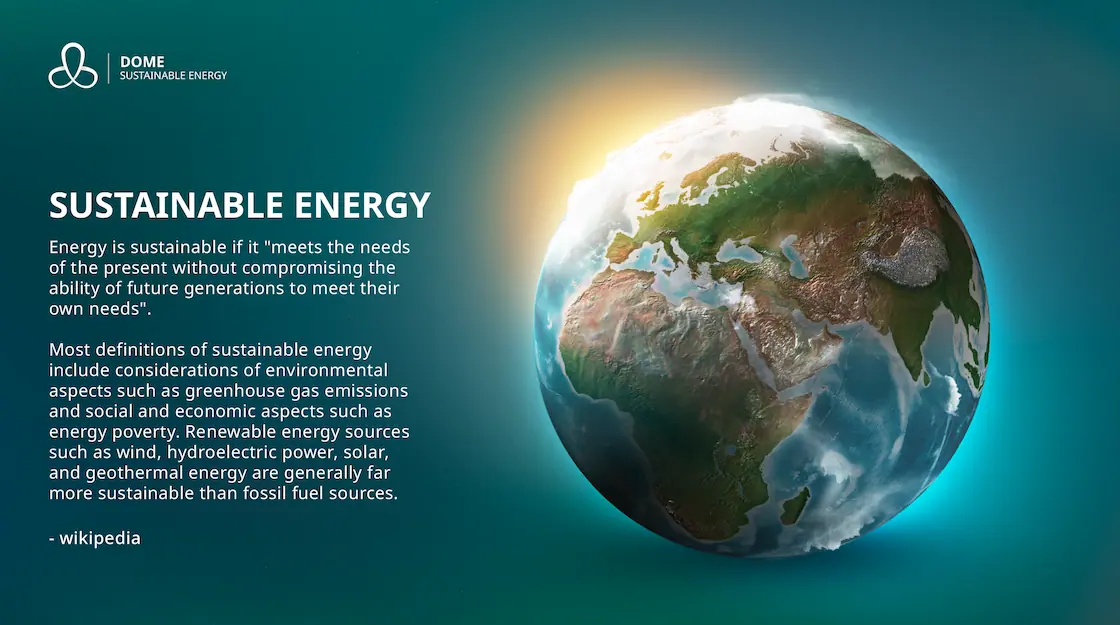 DOME
SUSTAINABLE ENERGY
SUSTAINABLE ENERGY
Energy is sustainable if it "meets the needs
of the present without compromising the
ability of future generations to meet their
own needs".
Most definitions of sustainable energy
include considerations of environmental
aspects such as greenhouse gas emissions
and social and economic aspects such as
energy poverty. Renewable energy sources
such as wind, hydroelectric power, solar,
and geothermal energy are generally far
more sustainable than fossil fuel sources.
- wikipedia